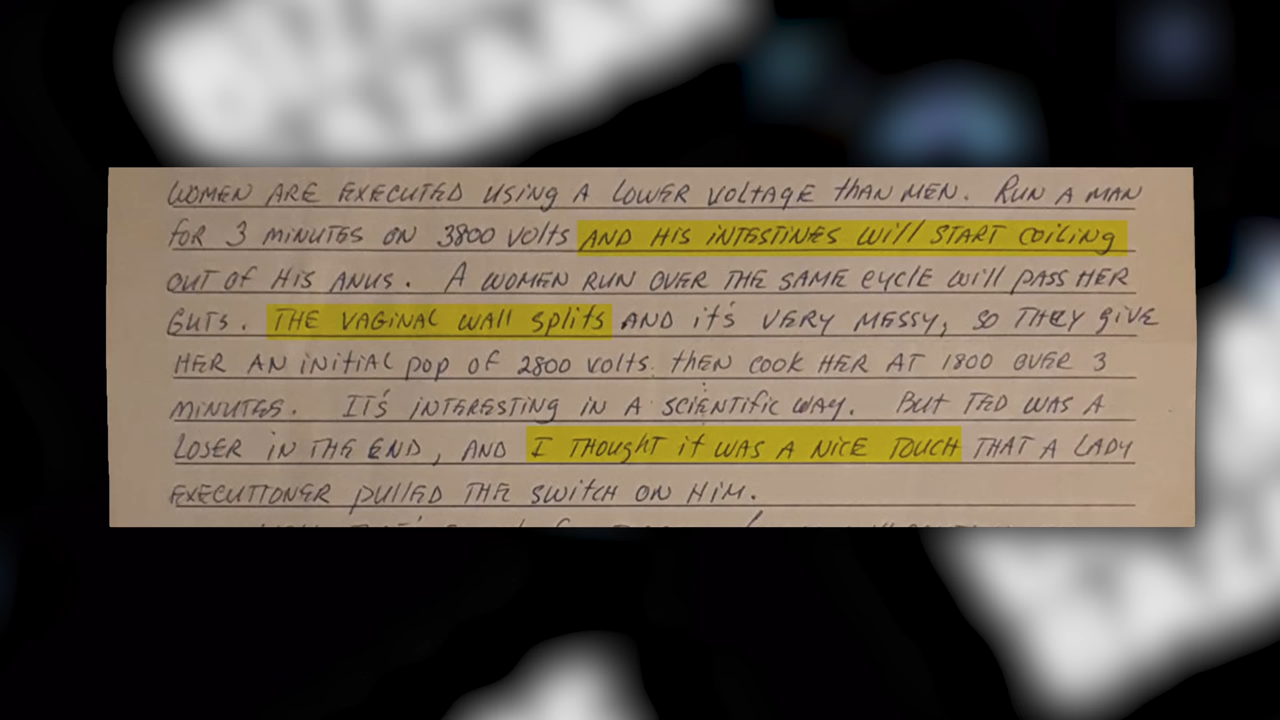 WOMEN ARE EXECUTED USING A LOWER VOLTAGE THAN MEN. RUN A MAN
FOR 3 MINUTES ON 3800 VOLTS AND HIS INTESTINES WILL START COILING
OUT OF HIS ANUS. A WOMEN RUN OVER THE SAME CYCLE WILL PASS HER
GUTS. THE VAGINAL WALL SPLITS AND IT'S VERY MESSY, SO THEY GIVE
HER AN INITIAL POP OF 2800 VOLTS THEN COOK HER AT 1800 OVER 3
MINUTES. IT'S INTERESTING IN A SCIENTIFIC WAY. BUT TED WAS A
LOSER IN THE END, AND I THOUGHT IT WAS A NICE TOUCH THAT A LADY
EXECUTIONER PULLED THE SWITCH ON HIM.